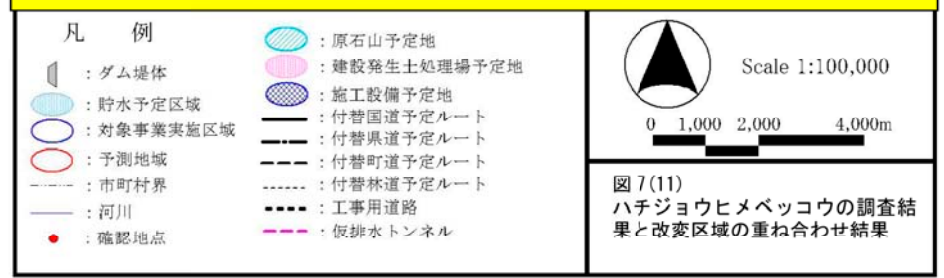 凡 例
：ダム堤体
：貯水予定区域
：対象事業実施区域
：予測地域
：市町村界
：河川
：確認地点
：原石山予定地
：建設発生土処理場予定地
：施工設備予定地
：付替国道予定ルート
：付替県道予定ルート
：付替町道予定ルート
：付替林道予定ルート
：工事用道路
：仮排水トンネル
Scale 1:100,000
0 1,000 2,000 4,000m
図 7(11)
ハチジョウヒメベッコウの調査結
果と改変区域の重ね合わせ結果